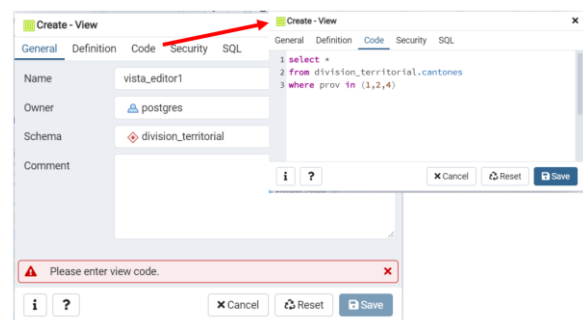 Create - View
General Definition Code Security SQL
Name vista_editor1
Owner postgres
Schema division_territorial
Comment
Please enter view code.
i ? Cancel Reset Save
Create - View
General Definition Code Security SQL
1 select *
2 from division_territorial.cantones
3 where prov in (1,2,4)
i ? Cancel Reset Save